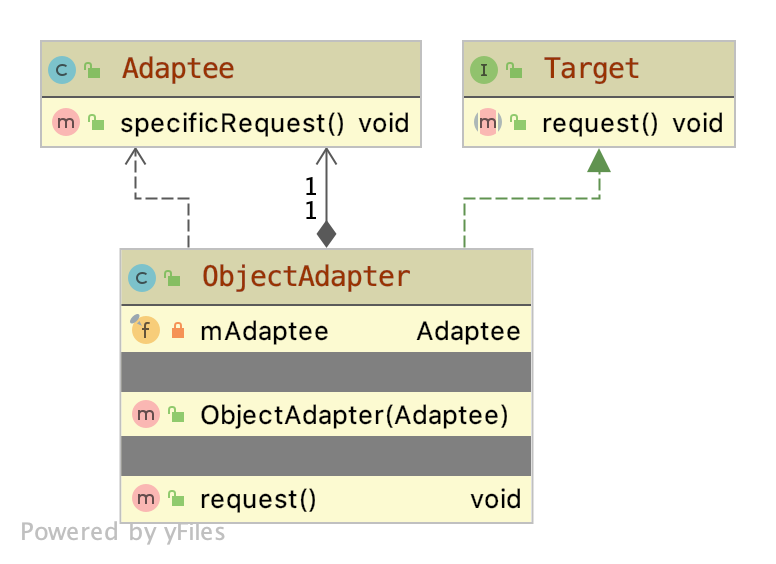 C Adaptee
m specificRequest() void
I Target
m request() void
1
1
C ObjectAdapter
f mAdaptee Adaptee
m ObjectAdapter(Adaptee)
m request() void
Powered by yFiles